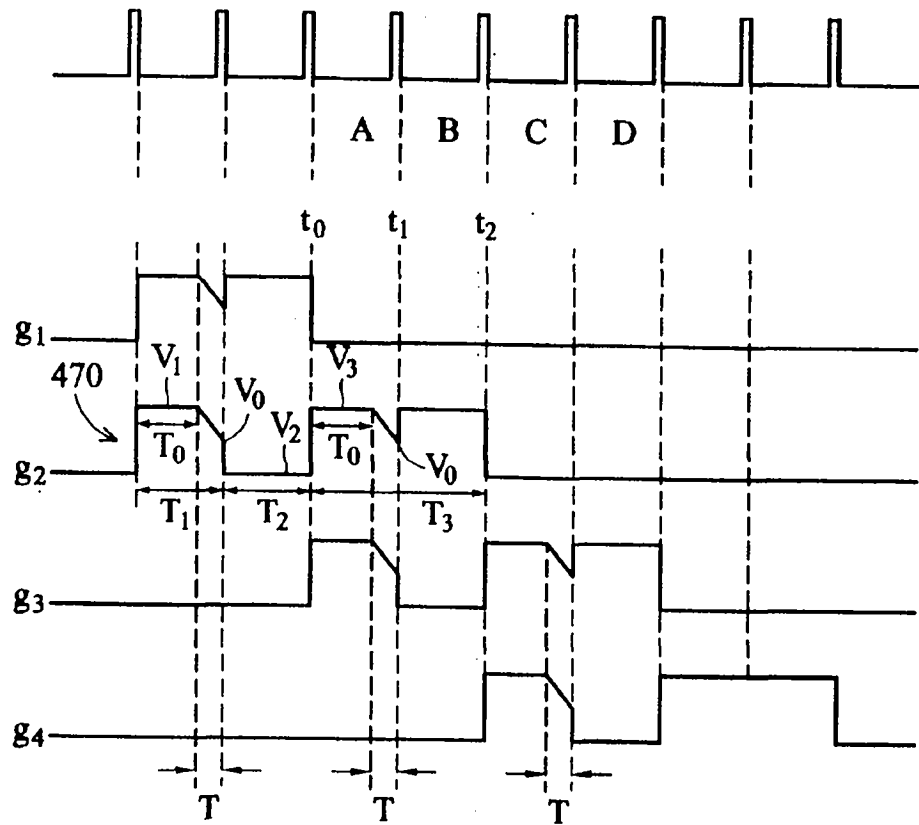 A B C D
t0 t1 t2
g1
470 V1 V0 V2 V3 V0
T0 T0
g2
T1 T2 T3
g3
g4
T T T